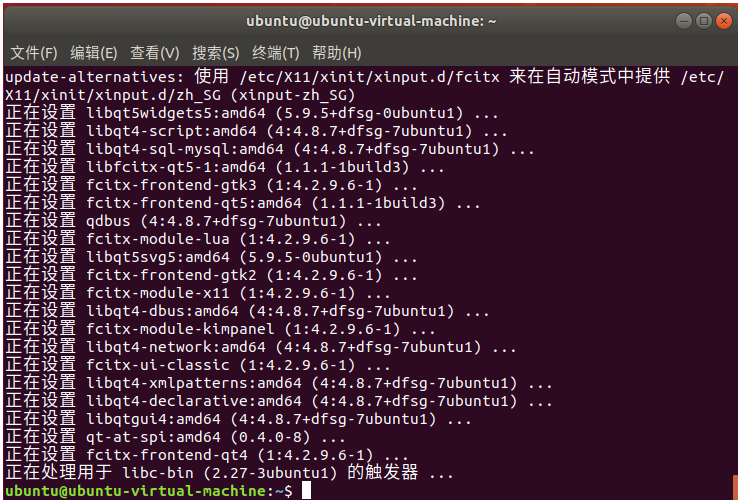 ubuntu@ubuntu-virtual-machine: ~
文件(F) 编辑(E) 查看(V) 搜索(S) 终端(T) 帮助(H)
update-alternatives: 使用 /etc/X11/xinit/xinput.d/fcitx 来在自动模式中提供 /etc/
X11/xinit/xinput.d/zh_SG (xinput-zh_SG)
正在设置 libqt5widgets5:amd64 (5.9.5+dfsg-0ubuntu1) ...
正在设置 libqt4-script:amd64 (4:4.8.7+dfsg-7ubuntu1) ...
正在设置 libqt4-sql-mysql:amd64 (4:4.8.7+dfsg-7ubuntu1) ...
正在设置 libfcitx-qt5-1:amd64 (1.1.1-1build3) ...
正在设置 fcitx-frontend-gtk3 (1:4.2.9.6-1) ...
正在设置 fcitx-frontend-qt5:amd64 (1.1.1-1build3) ...
正在设置 qdbus (4:4.8.7+dfsg-7ubuntu1) ...
正在设置 fcitx-module-lua (1:4.2.9.6-1) ...
正在设置 libqt5svg5:amd64 (5.9.5-0ubuntu1) ...
正在设置 fcitx-frontend-gtk2 (1:4.2.9.6-1) ...
正在设置 fcitx-module-x11 (1:4.2.9.6-1) ...
正在设置 libqt4-dbus:amd64 (4:4.8.7+dfsg-7ubuntu1) ...
正在设置 fcitx-module-kimpanel (1:4.2.9.6-1) ...
正在设置 libqt4-network:amd64 (4:4.8.7+dfsg-7ubuntu1) ...
正在设置 fcitx-ui-classic (1:4.2.9.6-1) ...
正在设置 libqt4-xmlpatterns:amd64 (4:4.8.7+dfsg-7ubuntu1) ...
正在设置 libqt4-declarative:amd64 (4:4.8.7+dfsg-7ubuntu1) ...
正在设置 libqtgui4:amd64 (4:4.8.7+dfsg-7ubuntu1) ...
正在设置 qt-at-spi:amd64 (0.4.0-8) ...
正在设置 fcitx-frontend-qt4 (1:4.2.9.6-1) ...
正在处理用于 libc-bin (2.27-3ubuntu1) 的触发器 ...
ubuntu@ubuntu-virtual-machine:~$